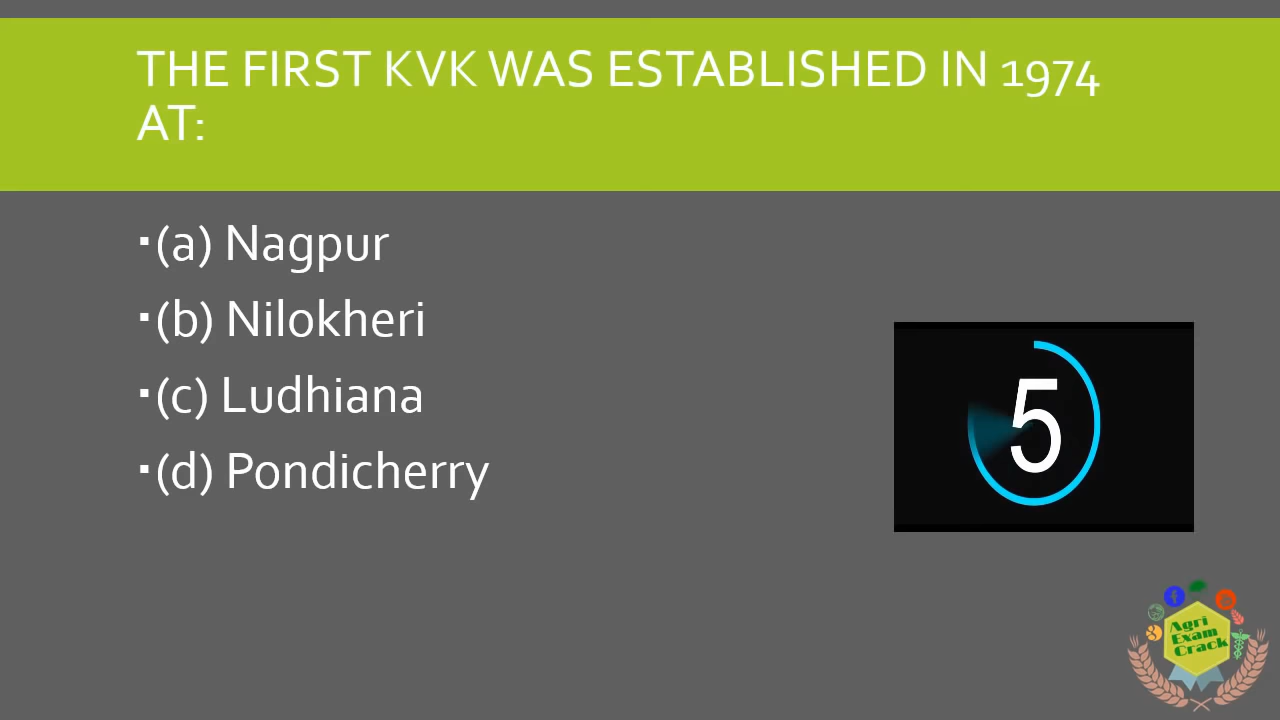 THE FIRST KVK WAS ESTABLISHED IN 1974
AT:
▪(a) Nagpur
▪(b) Nilokheri
▪(c) Ludhiana
▪(d) Pondicherry
5
Agri
Exam
Crack